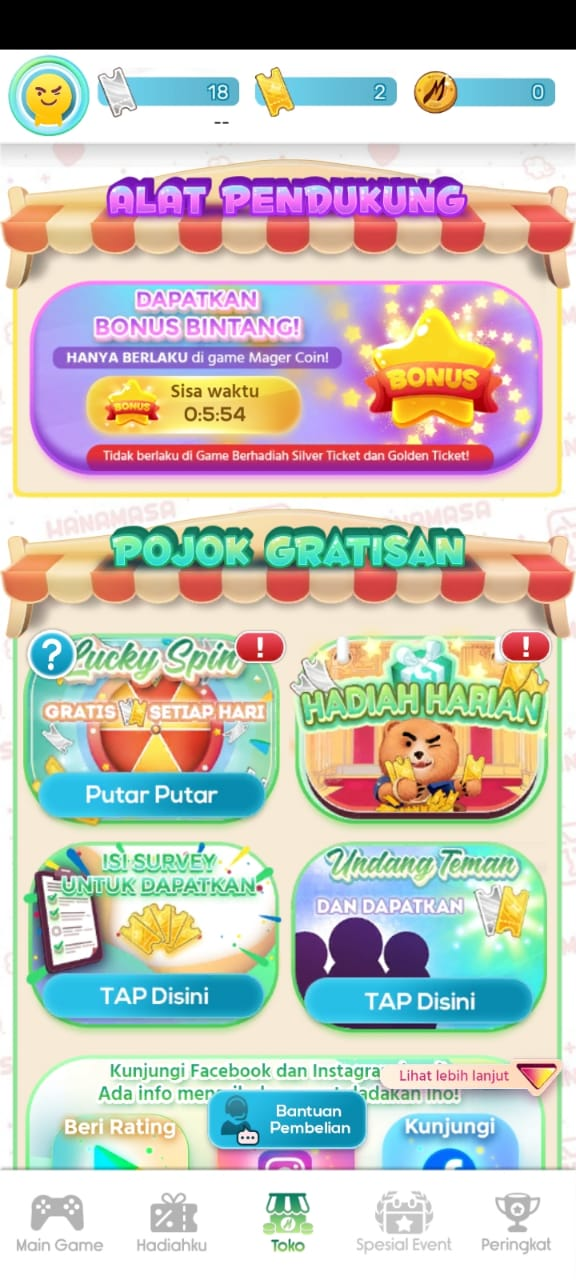 18
2
0
--
ALAT PENDUKUNG
DAPATKAN
BONUS BINTANG!
HANYA BERLAKU di game Mager Coin!
BONUS
Sisa waktu
0:5:54
BONUS
Tidak berlaku di Game Berhadiah Silver Ticket dan Golden Ticket!
HANAMASA
POJOK GRATISAN
?
Lucky Spin
!
GRATIS SETIAP HARI
Putar Putar
!
HADIAH HARIAN
ISI SURVEY
UNTUK DAPATKAN
TAP Disini
Undang Teman
DAN DAPATKAN
TAP Disini
Kunjungi Facebook dan
Ada info
Lihat lebih lanjut
lho!
Beri Rating
Bantuan
Pembelian
Kunjungi
Main Game
Hadiahku
Toko
Spesial Event
Peringkat